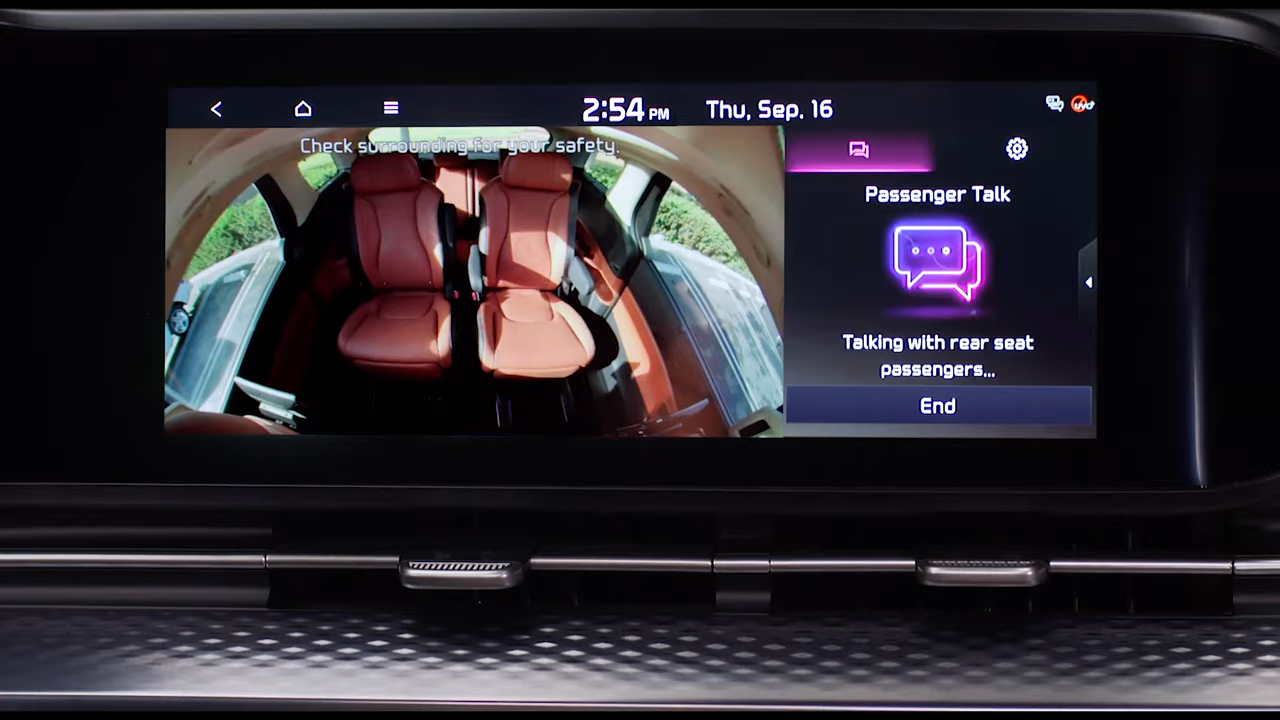 2:54 PM Thu, Sep. 16
Check surrounding for your safety.
Passenger Talk
Talking with rear seat
passengers...
End